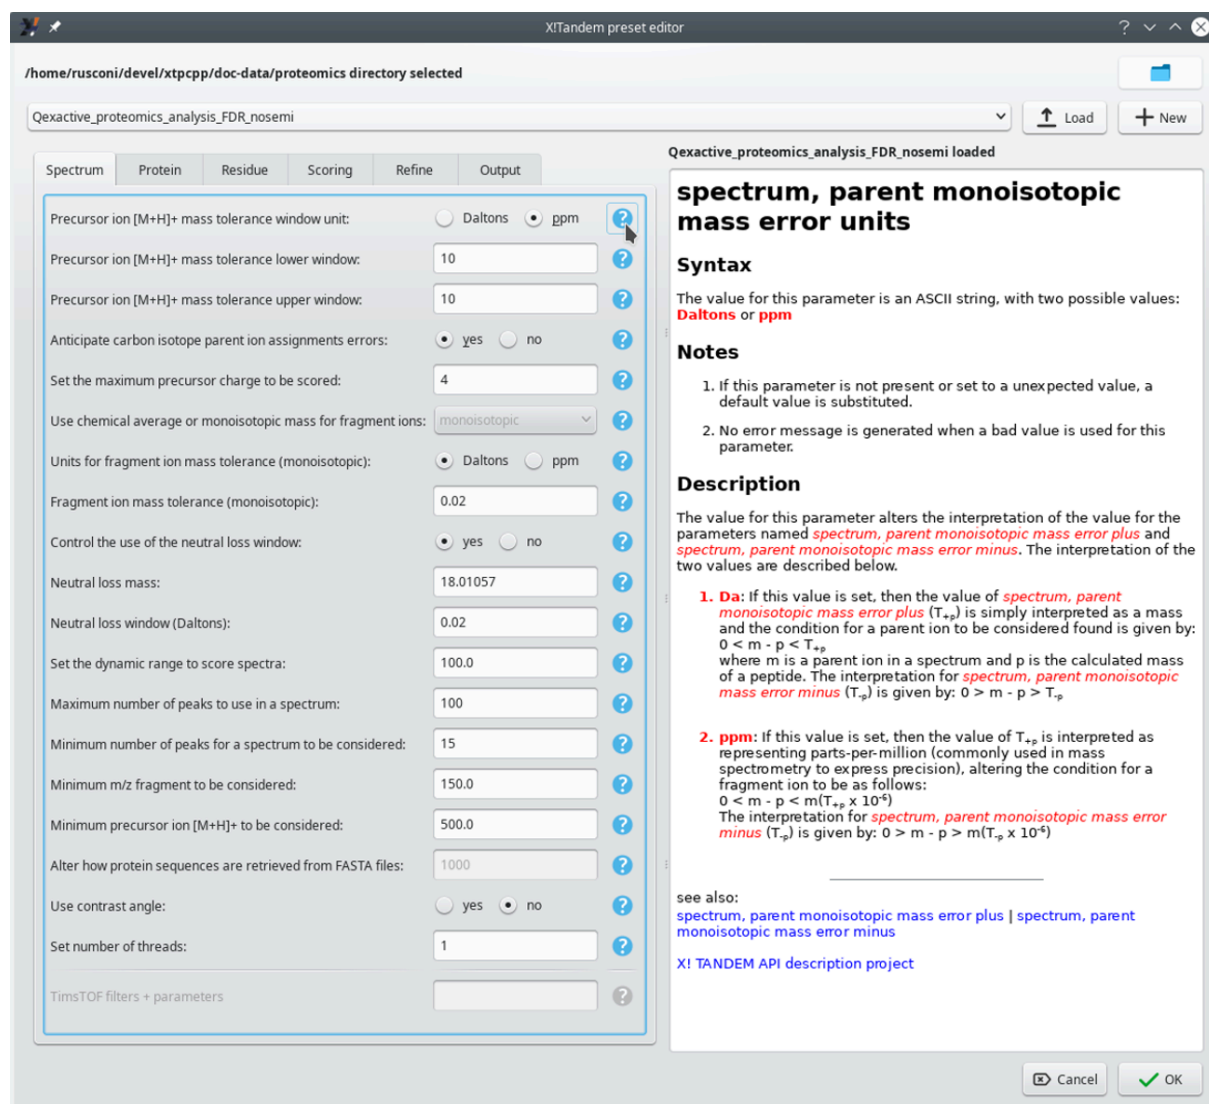 X!Tandem preset editor
/home/rusconi/devel/xtpcpp/doc-data/proteomics directory selected
Qexactive_proteomics_analysis_FDR_nosemi
Load
New
Spectrum Protein Residue Scoring Refine Output
Precursor ion [M+H]+ mass tolerance window unit: Daltons ppm ?
Precursor ion [M+H]+ mass tolerance lower window: 10 ?
Precursor ion [M+H]+ mass tolerance upper window: 10 ?
Anticipate carbon isotope parent ion assignments errors: yes no ?
Set the maximum precursor charge to be scored: 4 ?
Use chemical average or monoisotopic mass for fragment ions: monoisotopic ?
Units for fragment ion mass tolerance (monoisotopic): Daltons ppm ?
Fragment ion mass tolerance (monoisotopic): 0.02 ?
Control the use of the neutral loss window: yes no ?
Neutral loss mass: 18.01057 ?
Neutral loss window (Daltons): 0.02 ?
Set the dynamic range to score spectra: 100.0 ?
Maximum number of peaks to use in a spectrum: 100 ?
Minimum number of peaks for a spectrum to be considered: 15 ?
Minimum m/z fragment to be considered: 150.0 ?
Minimum precursor ion [M+H]+ to be considered: 500.0 ?
Alter how protein sequences are retrieved from FASTA files: 1000 ?
Use contrast angle: yes no ?
Set number of threads: 1 ?
TimsTOF filters + parameters ?
Qexactive_proteomics_analysis_FDR_nosemi loaded
spectrum, parent monoisotopic
mass error units
Syntax
The value for this parameter is an ASCII string, with two possible values:
Daltons or ppm
Notes
1. If this parameter is not present or set to a unexpected value, a
default value is substituted.
2. No error message is generated when a bad value is used for this
parameter.
Description
The value for this parameter alters the interpretation of the value for the
parameters named spectrum, parent monoisotopic mass error plus and
spectrum, parent monoisotopic mass error minus. The interpretation of the
two values are described below.
1. Da: If this value is set, then the value of spectrum, parent
monoisotopic mass error plus (T+p) is simply interpreted as a mass
and the condition for a parent ion to be considered found is given by:
0 < m - p < T+p
where m is a parent ion in a spectrum and p is the calculated mass
of a peptide. The interpretation for spectrum, parent monoisotopic
mass error minus (T-p) is given by: 0 > m - p > T-p
2. ppm: If this value is set, then the value of T+p is interpreted as
representing parts-per-million (commonly used in mass
spectrometry to express precision), altering the condition for a
fragment ion to be as follows:
0 < m - p < m(T+p x 10-6)
The interpretation for spectrum, parent monoisotopic mass error
minus (T-p) is given by: 0 > m - p > m(T-p x 10-6)
see also:
spectrum, parent monoisotopic mass error plus | spectrum, parent
monoisotopic mass error minus
X! TANDEM API description project
Cancel
OK